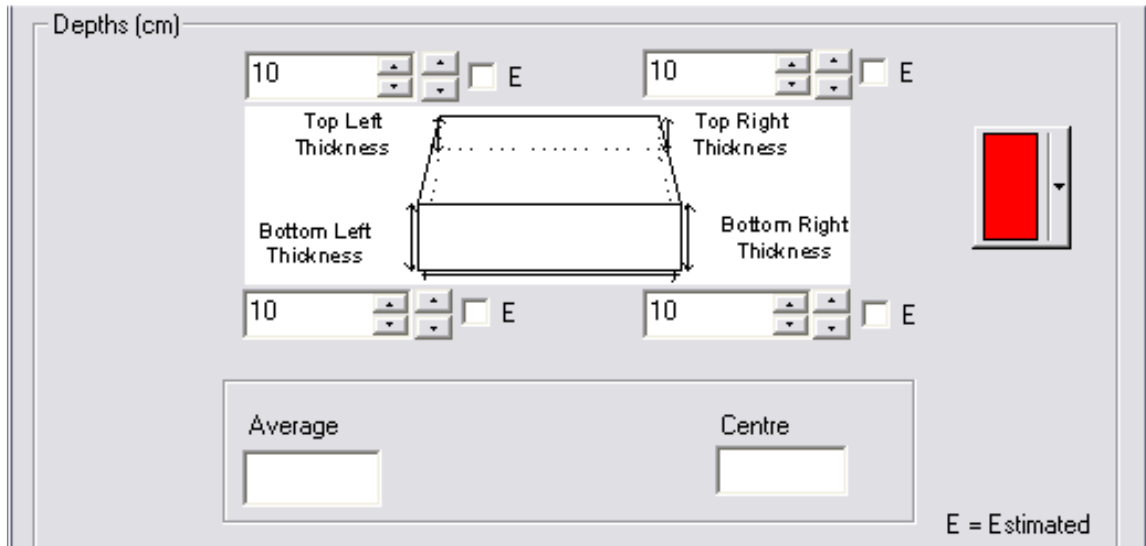 Depths (cm)
10 E 10 E
Top Left Thickness
Top Right Thickness
Bottom Left Thickness
Bottom Right Thickness
10 E 10 E
Average Centre
E = Estimated